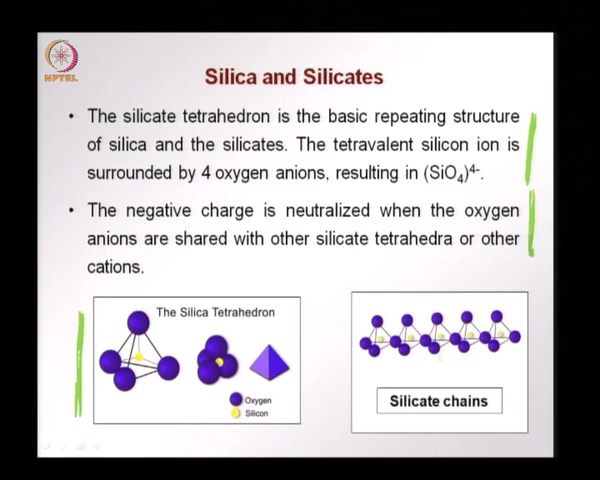 NPTEL
Silica and Silicates
• The silicate tetrahedron is the basic repeating structure
of silica and the silicates. The tetravalent silicon ion is
surrounded by 4 oxygen anions, resulting in (SiO₄)⁴⁻.
• The negative charge is neutralized when the oxygen
anions are shared with other silicate tetrahedra or other
cations.
The Silica Tetrahedron
Oxygen
Silicon
Silicate chains